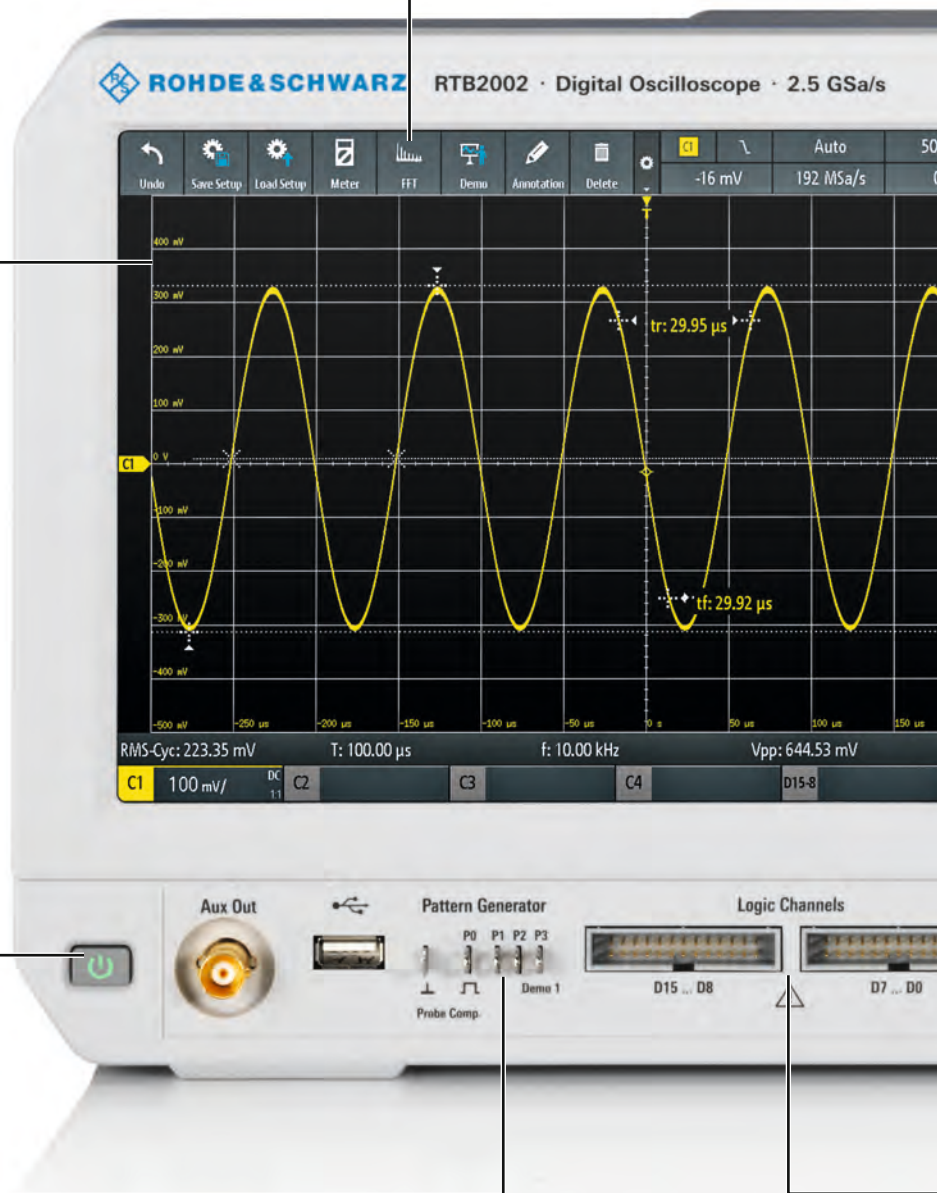 ROHDE&SCHWARZ RTB2002 · Digital Oscilloscope · 2.5 GSa/s
Undo Save Setup Load Setup Meter FFT Demo Annotation Delete
C1 Auto 50
-16 mV 192 MSa/s 0
T
400 mV
300 mV
tr: 29.95 µs
200 mV
100 mV
C1 0 V
-100 mV
-200 mV
tf: 29.92 µs
-300 mV
-400 mV
-500 mV -250 µs -200 µs -150 µs -100 µs -50 µs 0 s 50 µs 100 µs 150 µs
RMS-Cyc: 223.35 mV T: 100.00 µs f: 10.00 kHz Vpp: 644.53 mV
C1 100 mV/ DC 1:1 C2 C3 C4 D15-8
Aux Out Pattern Generator Logic Channels
P0 P1 P2 P3
Demo 1 D15 ... D8 D7 ... D0
Probe Comp.